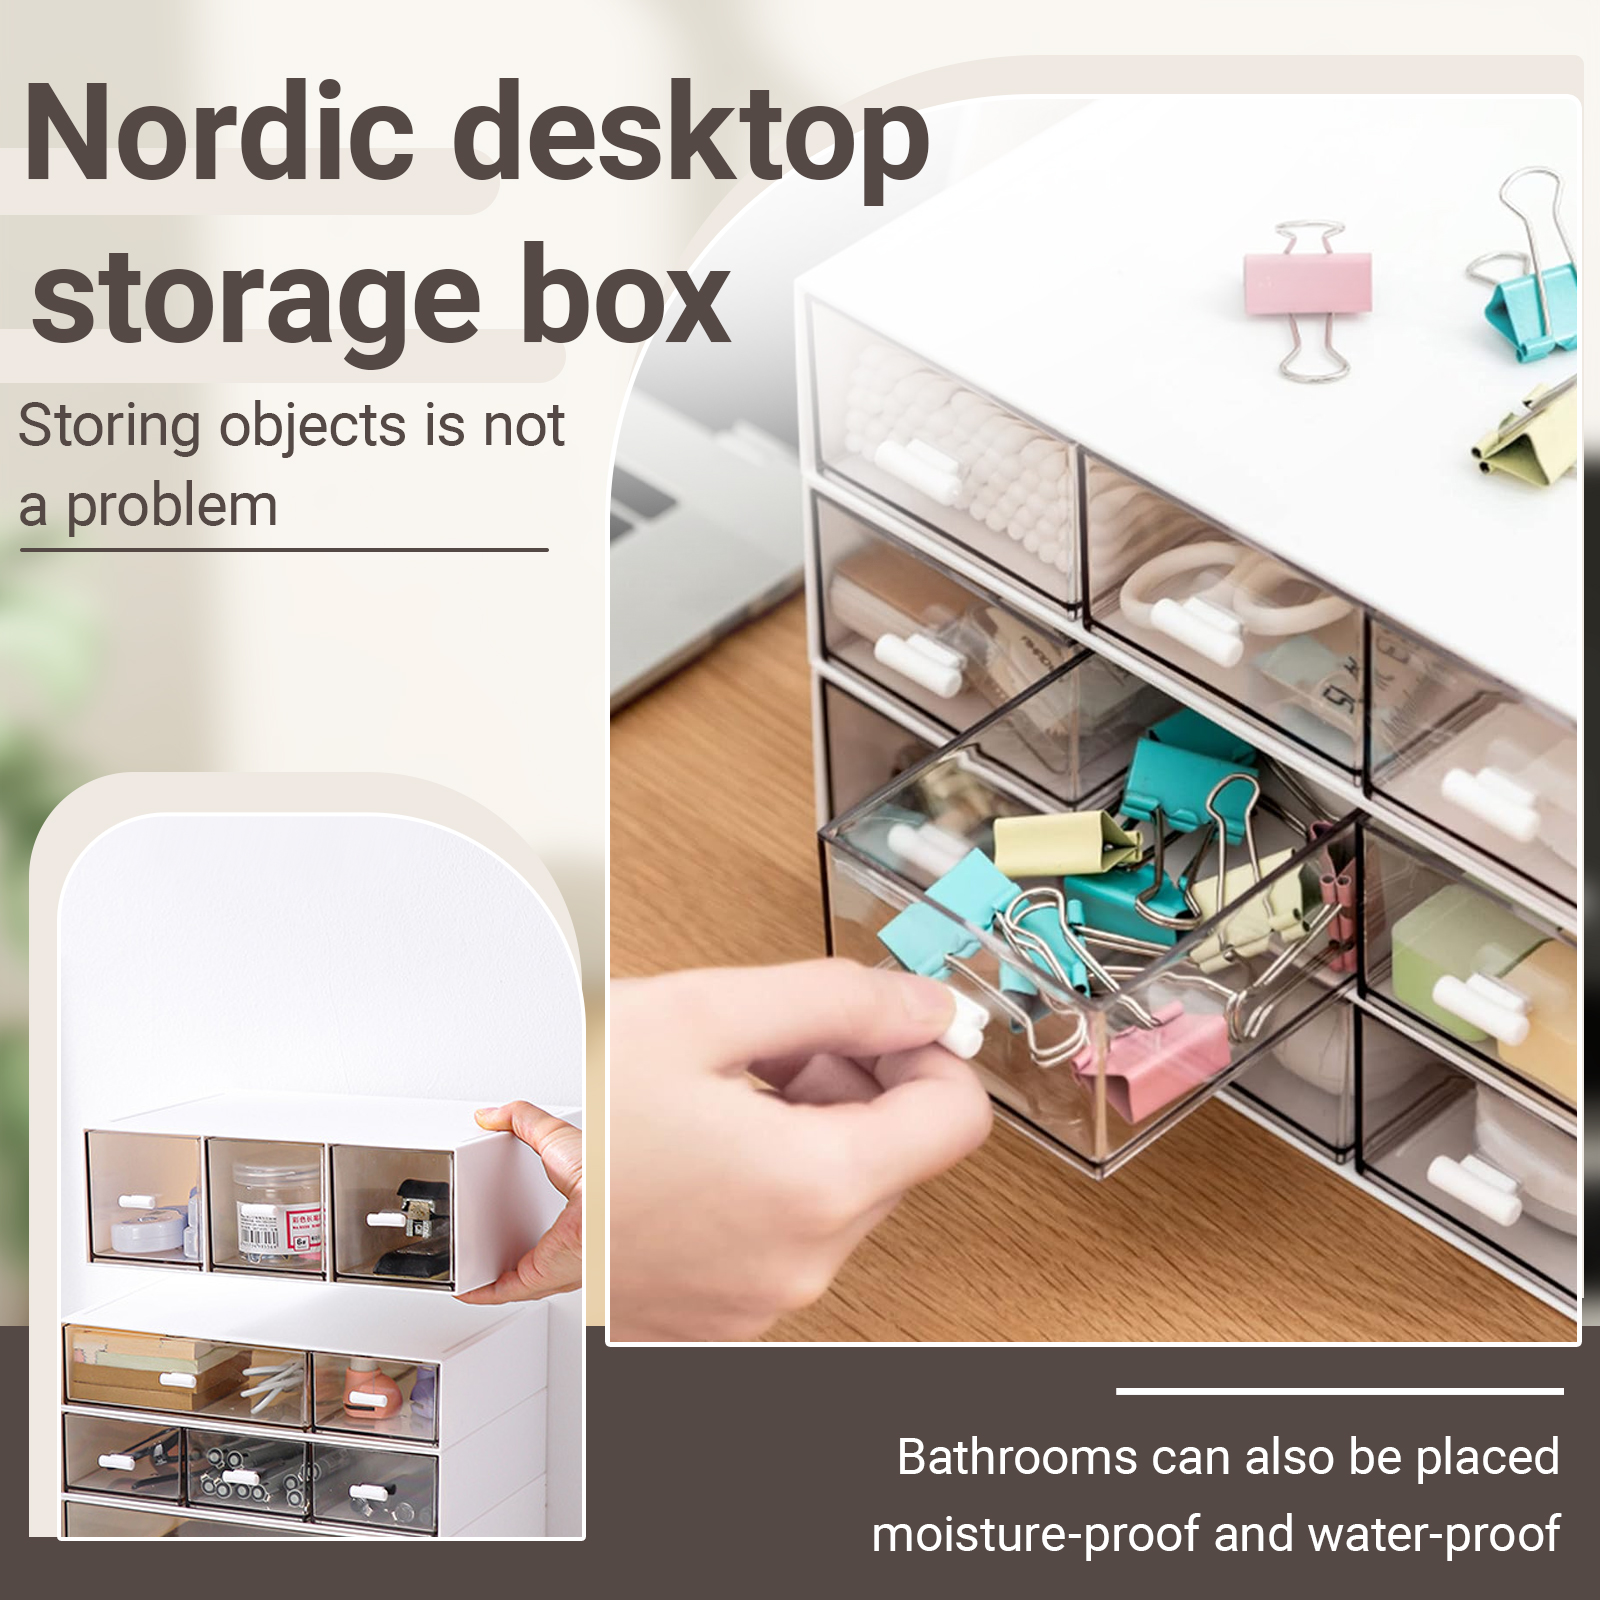 Nordic desktop
storage box
Storing objects is not
a problem
Bathrooms can also be placed
moisture-proof and water-proof